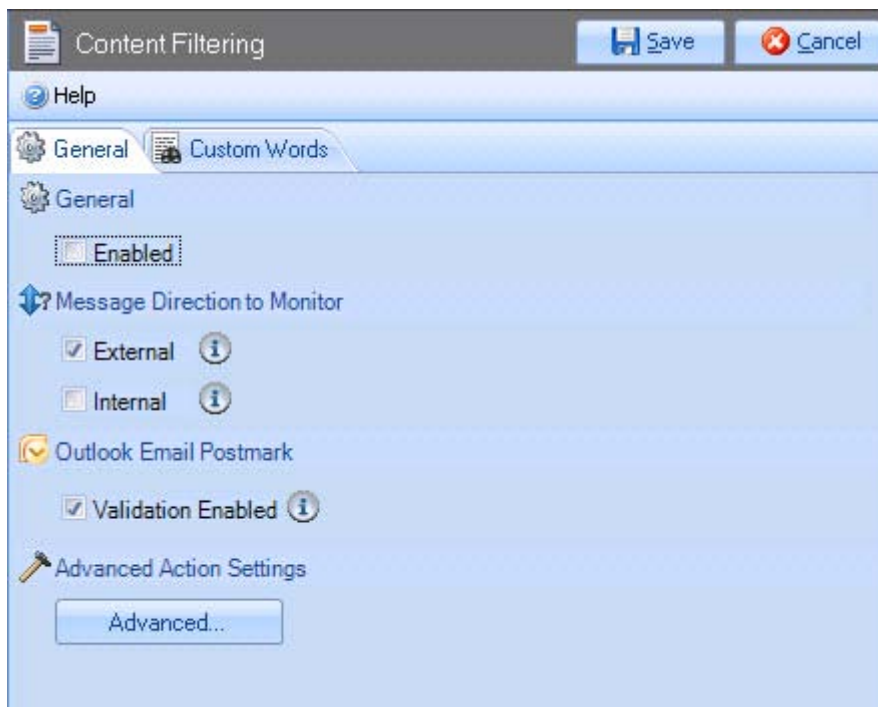 Content Filtering Save Cancel
Help
General Custom Words
General
Enabled
Message Direction to Monitor
External
Internal
Outlook Email Postmark
Validation Enabled
Advanced Action Settings
Advanced...